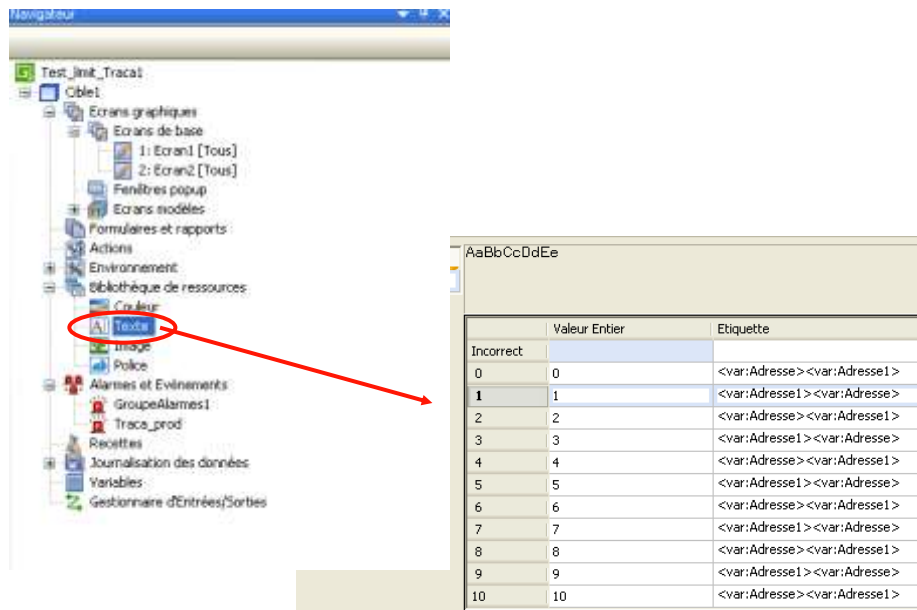 Navigateur
Test_limit_Traca1
Cible1
Ecrans graphiques
Ecrans de base
1: Ecran1 [Tous]
2: Ecran2 [Tous]
Fenêtres popup
Ecrans modèles
Formulaires et rapports
Actions
Environnement
Bibliothèque de ressources
Couleur
Texte
Image
Police
Alarmes et Evènements
GroupeAlarmes1
Traca_prod
Recettes
Journalisation des données
Variables
Gestionnaire d'Entrées/Sorties
AaBbCcDdEe
Valeur Entier Etiquette
Incorrect
0 0 <var:Adresse><var:Adresse1>
1 1 <var:Adresse1><var:Adresse>
2 2 <var:Adresse><var:Adresse1>
3 3 <var:Adresse1><var:Adresse>
4 4 <var:Adresse><var:Adresse1>
5 5 <var:Adresse1><var:Adresse>
6 6 <var:Adresse><var:Adresse1>
7 7 <var:Adresse1><var:Adresse>
8 8 <var:Adresse><var:Adresse1>
9 9 <var:Adresse1><var:Adresse>
10 10 <var:Adresse><var:Adresse1>